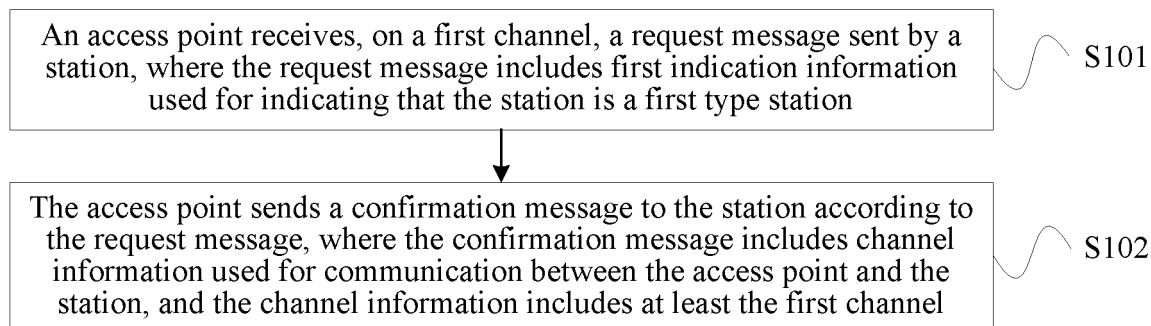 An access point receives, on a first channel, a request message sent by a
station, where the request message includes first indication information
used for indicating that the station is a first type station
S101
The access point sends a confirmation message to the station according to
the request message, where the confirmation message includes channel
information used for communication between the access point and the
station, and the channel information includes at least the first channel
S102